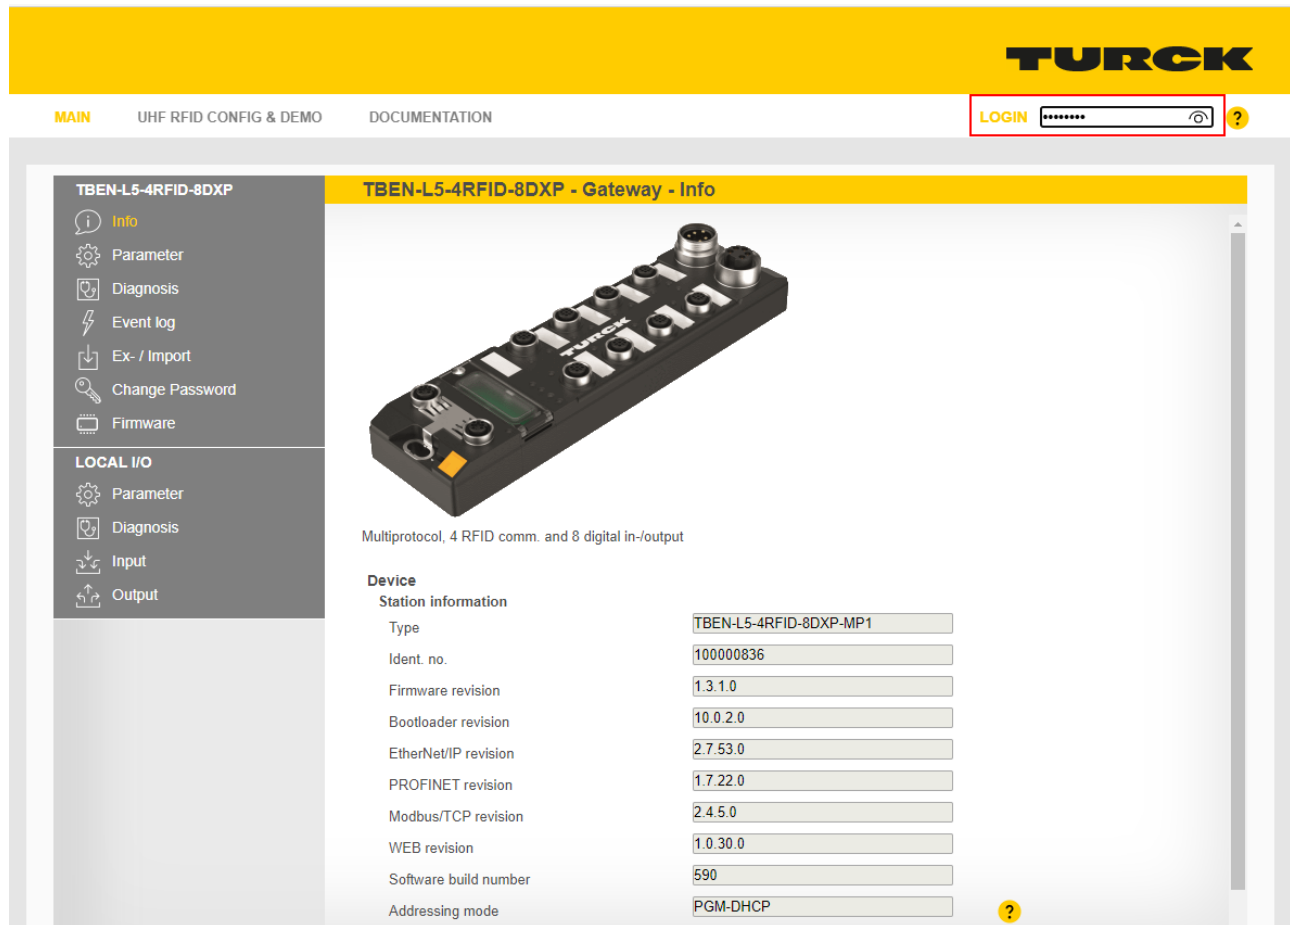 TURCK
MAIN UHF RFID CONFIG & DEMO DOCUMENTATION LOGIN •••••••• ?
TBEN-L5-4RFID-8DXP
Info
Parameter
Diagnosis
Event log
Ex- / Import
Change Password
Firmware
LOCAL I/O
Parameter
Diagnosis
Input
Output
TBEN-L5-4RFID-8DXP - Gateway - Info
TURCK
Multiprotocol, 4 RFID comm. and 8 digital in-/output
Device
Station information
Type TBEN-L5-4RFID-8DXP-MP1
Ident. no. 100000836
Firmware revision 1.3.1.0
Bootloader revision 10.0.2.0
EtherNet/IP revision 2.7.53.0
PROFINET revision 1.7.22.0
Modbus/TCP revision 2.4.5.0
WEB revision 1.0.30.0
Software build number 590
Addressing mode PGM-DHCP ?